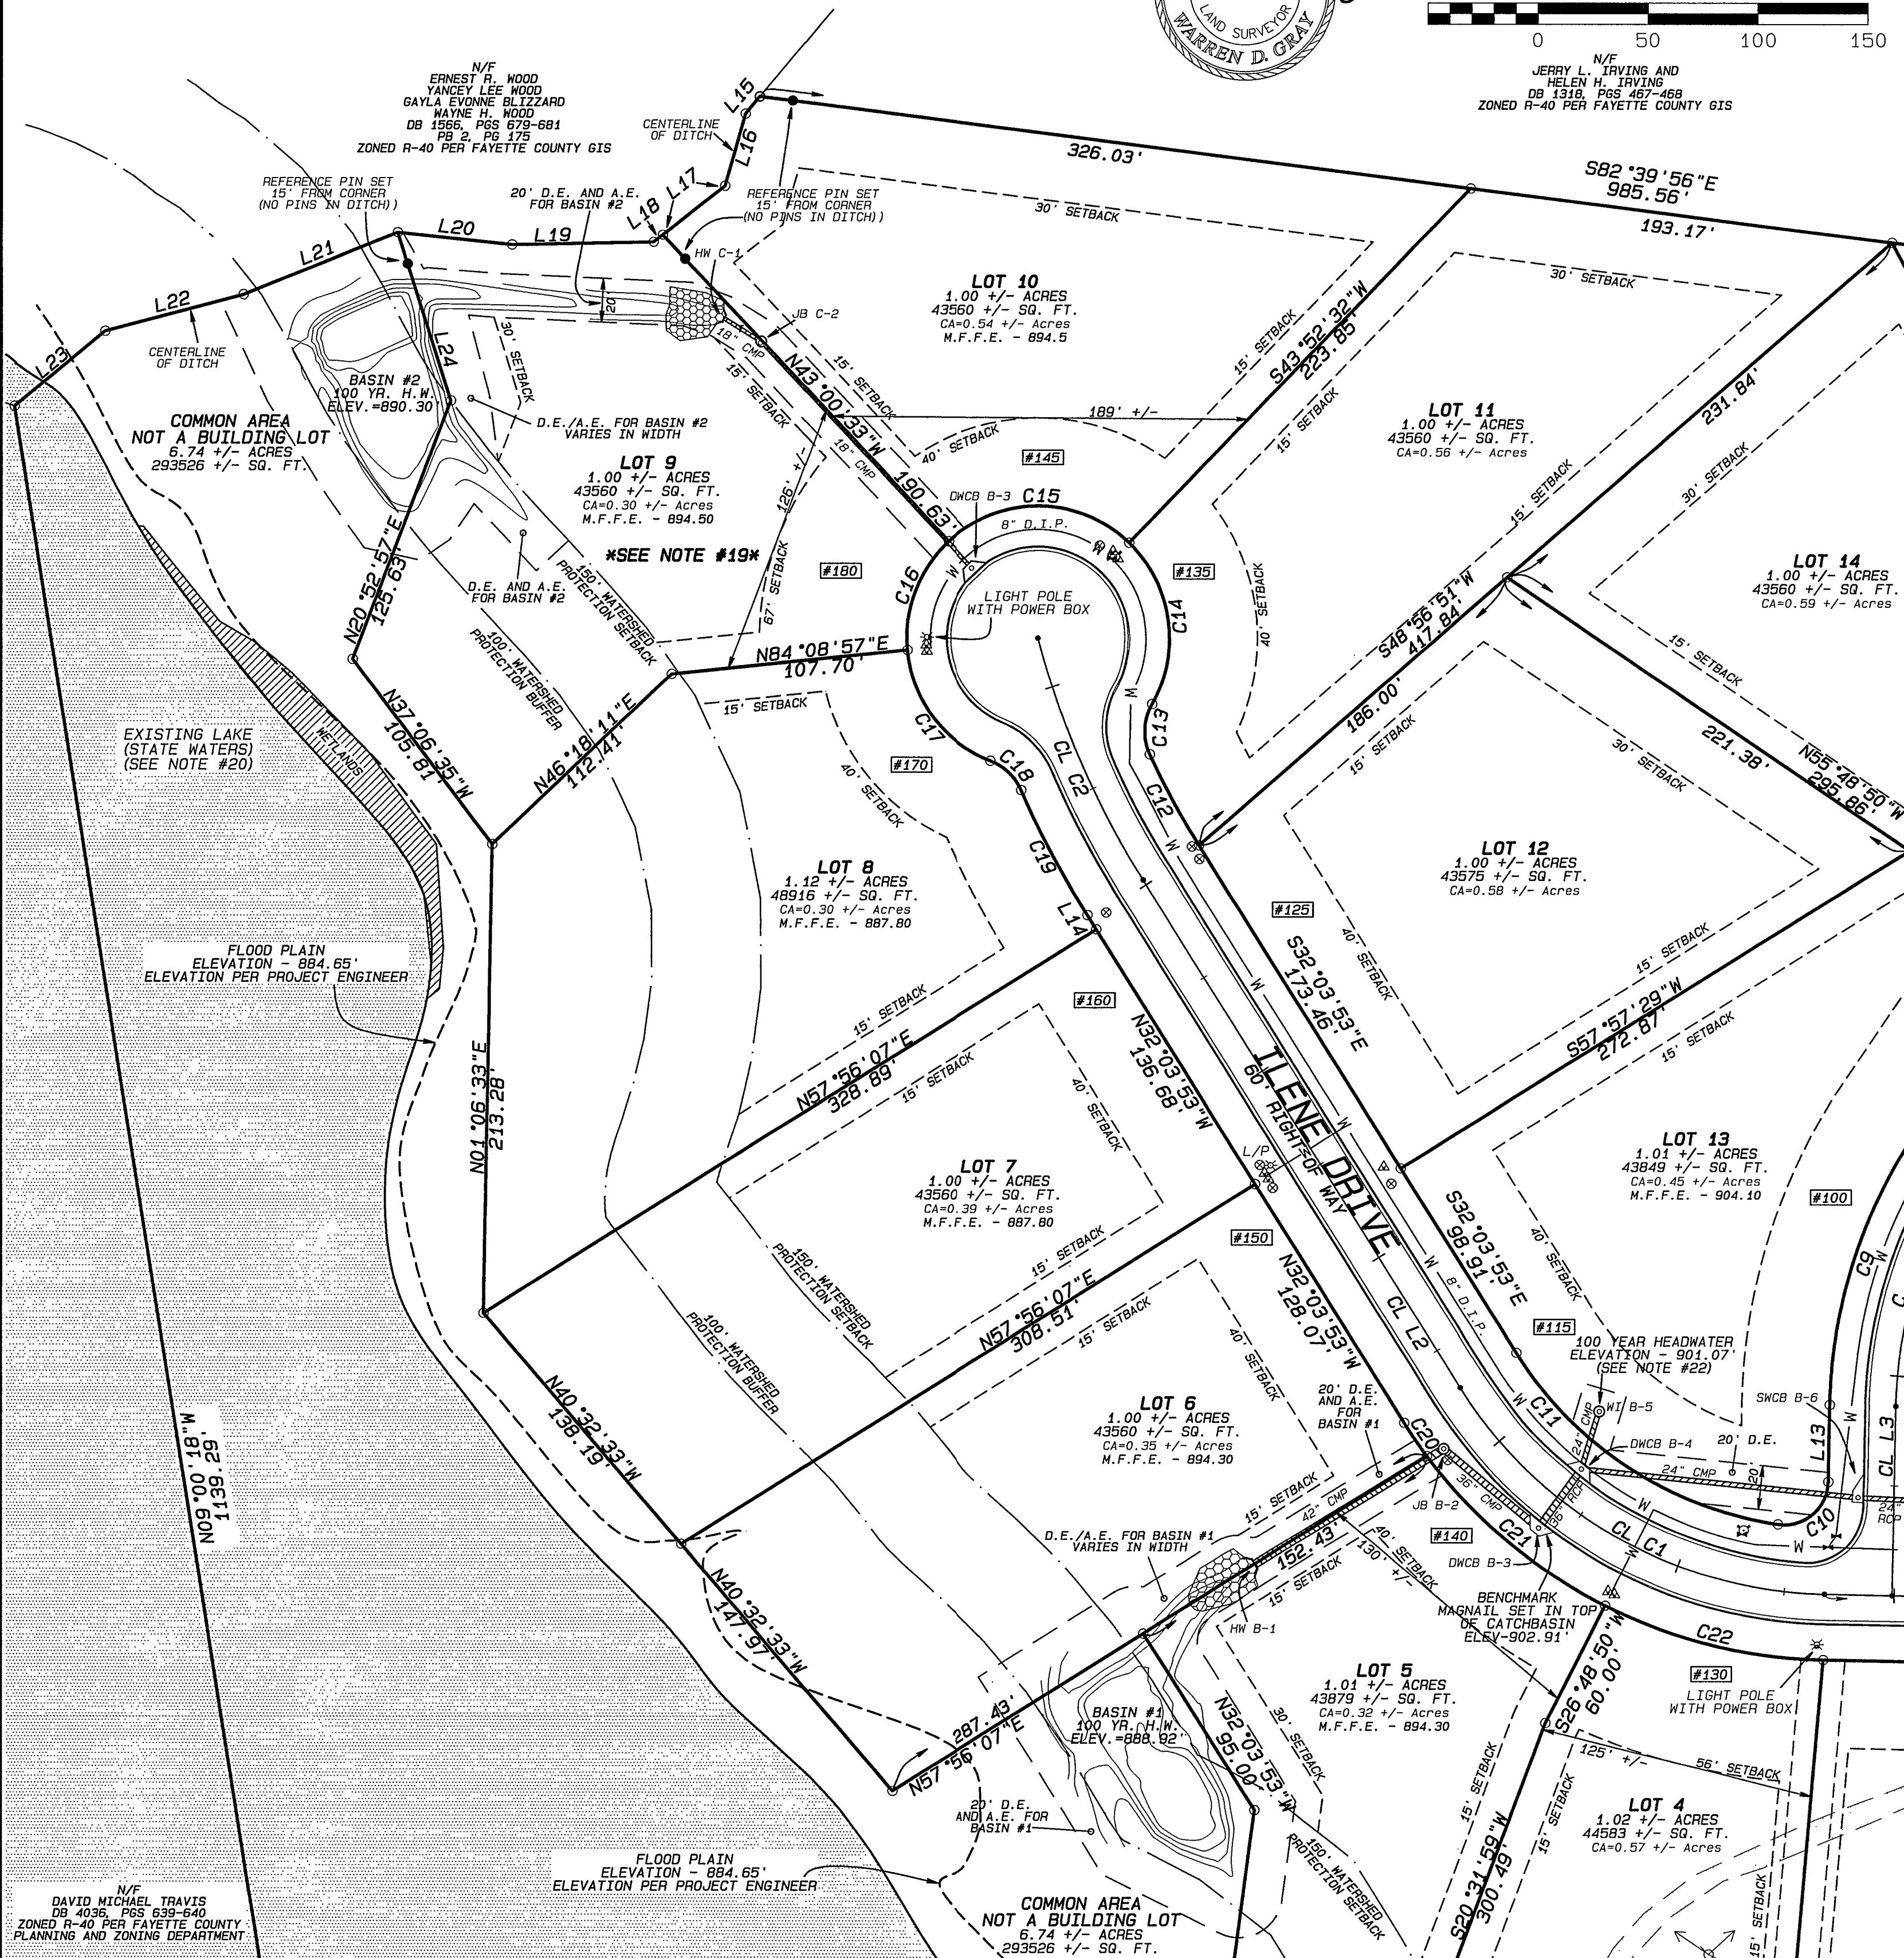 LAND SURVEYOR
WARREN D. GRAY
0 50 100 150
N/F
JERRY L. IRVING AND
HELEN H. IRVING
DB 1318, PGS 467-468
ZONED R-40 PER FAYETTE COUNTY GIS
N/F
ERNEST R. WOOD
YANCEY LEE WOOD
GAYLA EVONNE BLIZZARD
WAYNE H. WOOD
DB 1566, PGS 679-681
PB 2, PG 175
ZONED R-40 PER FAYETTE COUNTY GIS
CENTERLINE
OF DITCH
L15
L16
L17
L18
L19
L20
L21
L22
L23
L24
REFERENCE PIN SET
15' FROM CORNER
(NO PINS IN DITCH))
20' D.E. AND A.E.
FOR BASIN #2
REFERENCE PIN SET
15' FROM CORNER
(NO PINS IN DITCH))
326.03'
S82°39'56"E
985.56'
193.17'
30' SETBACK
30' SETBACK
HW C-1
20'
JB C-2
18" CMP
LOT 10
1.00 +/- ACRES
43560 +/- SQ. FT.
CA=0.54 +/- Acres
M.F.F.E. - 894.5
15' SETBACK
S43°52'32"W
223.85'
15' SETBACK
N43°00'33"W
190.63'
15' SETBACK
15' SETBACK
18" CMP
189' +/-
40' SETBACK
#145
CENTERLINE
OF DITCH
30' SETBACK
BASIN #2
100 YR. H.W.
ELEV.=890.30'
COMMON AREA
NOT A BUILDING LOT
6.74 +/- ACRES
293526 +/- SQ. FT.
D.E./A.E. FOR BASIN #2
VARIES IN WIDTH
LOT 9
1.00 +/- ACRES
43560 +/- SQ. FT.
CA=0.30 +/- Acres
M.F.F.E. - 894.50
*SEE NOTE #19*
126' +/-
67' SETBACK
#180
D.E. AND A.E.
FOR BASIN #2
N20°52'57"E
125.63'
150' WATERSHED
PROTECTION SETBACK
100' WATERSHED
PROTECTION BUFFER
DWCB B-3
C15
8" D.I.P.
C16
LIGHT POLE
WITH POWER BOX
#135
C14
40' SETBACK
LOT 11
1.00 +/- ACRES
43560 +/- SQ. FT.
CA=0.56 +/- Acres
231.84'
15' SETBACK
30' SETBACK
S48°56'51"W
417.84'
186.00'
15' SETBACK
LOT 14
1.00 +/- ACRES
43560 +/- SQ. FT.
CA=0.59 +/- Acres
15' SETBACK
30' SETBACK
221.38'
N55°48'50"W
295.86'
N84°08'57"E
107.70'
15' SETBACK
N46°18'11"E
112.41'
N37°06'35"W
105.81'
WETLANDS
EXISTING LAKE
(STATE WATERS)
(SEE NOTE #20)
C17
C18
#170
40' SETBACK
C19
L14
CL C2
C13
C12
LOT 8
1.12 +/- ACRES
48916 +/- SQ. FT.
CA=0.30 +/- Acres
M.F.F.E. - 887.80
LOT 12
1.00 +/- ACRES
43575 +/- SQ. FT.
CA=0.58 +/- Acres
#125
40' SETBACK
S32°03'53"E
173.46'
15' SETBACK
S57°57'29"W
272.87'
15' SETBACK
FLOOD PLAIN
ELEVATION - 884.65'
ELEVATION PER PROJECT ENGINEER
N01°06'33"E
213.28'
15' SETBACK
N57°56'07"E
328.89'
15' SETBACK
#160
N32°03'53"W
136.68'
40' SETBACK
ILENE DRIVE
60' RIGHT-OF WAY
L/P
LOT 7
1.00 +/- ACRES
43560 +/- SQ. FT.
CA=0.39 +/- Acres
M.F.F.E. - 887.80
LOT 13
1.01 +/- ACRES
43849 +/- SQ. FT.
CA=0.45 +/- Acres
M.F.F.E. - 904.10
#100
40' SETBACK
S32°03'53"E
98.91'
8" D.I.P.
#150
15' SETBACK
N57°56'07"E
308.51'
15' SETBACK
150' WATERSHED
PROTECTION SETBACK
100' WATERSHED
PROTECTION BUFFER
N32°03'53"W
128.07'
40' SETBACK
CL L2
C9
#115
100 YEAR HEADWATER
ELEVATION - 901.07'
(SEE NOTE #22)
WI B-5
SWCB B-6
24" CMP
DWCB B-4
20' D.E.
24" CMP
20'
L13
CL L3
24"
RCP
C10
C11
20' D.E.
AND A.E.
FOR
BASIN #1
C20
LOT 6
1.00 +/- ACRES
43560 +/- SQ. FT.
CA=0.35 +/- Acres
M.F.F.E. - 894.30
N09°00'18"W
1139.29'
N40°32'33"W
138.19'
15' SETBACK
42" CMP
JB B-2
36" CMP
36" RCP
C21
CL C1
152.43'
15' SETBACK
40' SETBACK
130' +/-
#140
DWCB B-3
D.E./A.E. FOR BASIN #1
VARIES IN WIDTH
BENCHMARK
MAGNAIL SET IN TOP
OF CATCHBASIN
ELEV-902.91'
HW B-1
C22
N40°32'33"W
147.97'
287.43'
N57°56'07"E
BASIN #1
100 YR. H.W.
ELEV.=888.92'
N32°03'53"W
95.00'
30' SETBACK
LOT 5
1.01 +/- ACRES
43879 +/- SQ. FT.
CA=0.32 +/- Acres
M.F.F.E. - 894.30
S26°48'50"W
60.00'
#130
LIGHT POLE
WITH POWER BOX
125' +/-
56' SETBACK
15' SETBACK
15' SETBACK
S20°31'59"W
300.49'
LOT 4
1.02 +/- ACRES
44583 +/- SQ. FT.
CA=0.57 +/- Acres
15' SETBACK
20' D.E.
AND A.E. FOR
BASIN #1
150' WATERSHED
PROTECTION SETBACK
FLOOD PLAIN
ELEVATION - 884.65'
ELEVATION PER PROJECT ENGINEER
COMMON AREA
NOT A BUILDING LOT
6.74 +/- ACRES
293526 +/- SQ. FT.
N/F
DAVID MICHAEL TRAVIS
DB 4036, PGS 639-640
ZONED R-40 PER FAYETTE COUNTY
PLANNING AND ZONING DEPARTMENT